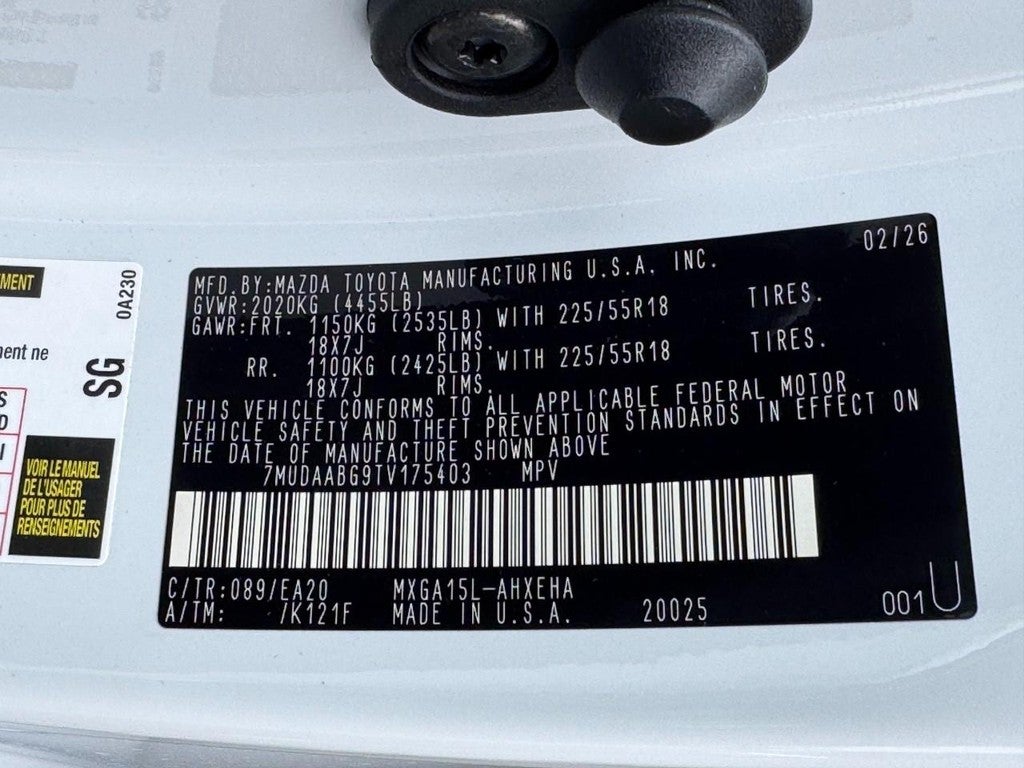 MFD.BY:MAZDA TOYOTA MANUFACTURING U.S.A. INC. 02/26
GVWR:2020KG (4455LB)
GAWR:FRT. 1150KG (2535LB) WITH 225/55R18 TIRES.
18X7J RIMS.
RR. 1100KG (2425LB) WITH 225/55R18 TIRES.
18X7J RIMS.
THIS VEHICLE CONFORMS TO ALL APPLICABLE FEDERAL MOTOR
VEHICLE SAFETY AND THEFT PREVENTION STANDARDS IN EFFECT ON
THE DATE OF MANUFACTURE SHOWN ABOVE
7MUDAABG9TV175403 MPV
C/TR:089/EA20 MXGA15L-AHXEHA
A/TM: /K121F MADE IN U.S.A. 20025 001 U
0A230
SG
ne
VOIR LE MANUEL
DE L'USAGER
POUR PLUS DE
RENSEIGNEMENTS